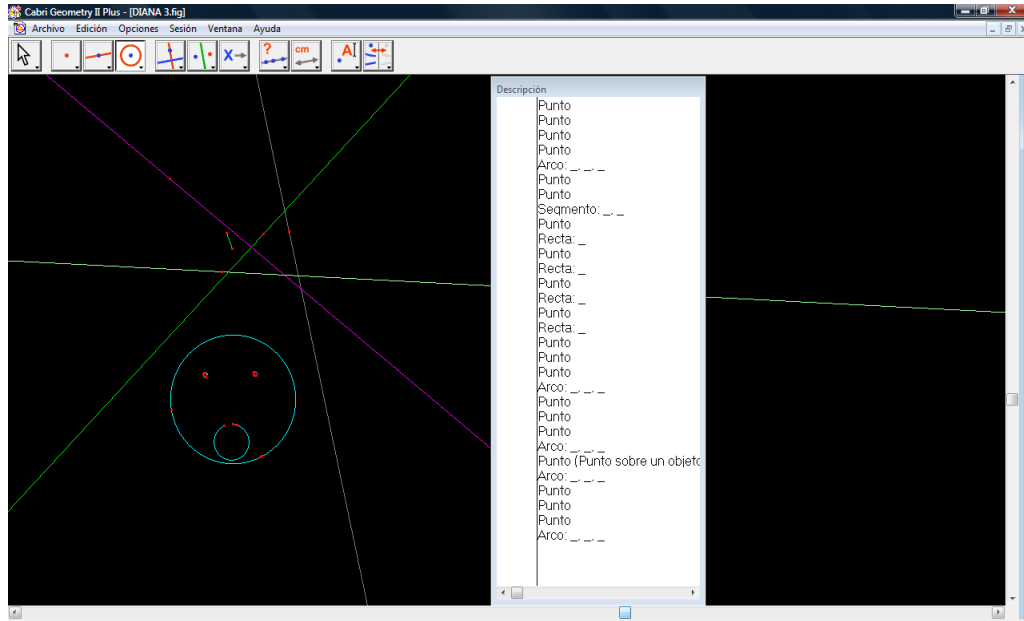 Cabri Geometry II Plus - [DIANA 3.fig]
Archivo Edición Opciones Sesión Ventana Ayuda
? cm
X A
Descripción
Punto
Punto
Punto
Punto
Arco: _, _, _
Punto
Punto
Segmento: _, _
Punto
Recta: _
Punto
Recta: _
Punto
Recta: _
Punto
Recta: _
Punto
Punto
Punto
Arco: _, _, _
Punto
Punto
Punto
Arco: _, _, _
Punto (Punto sobre un objeto
Arco: _, _, _
Punto
Punto
Punto
Arco: _, _, _